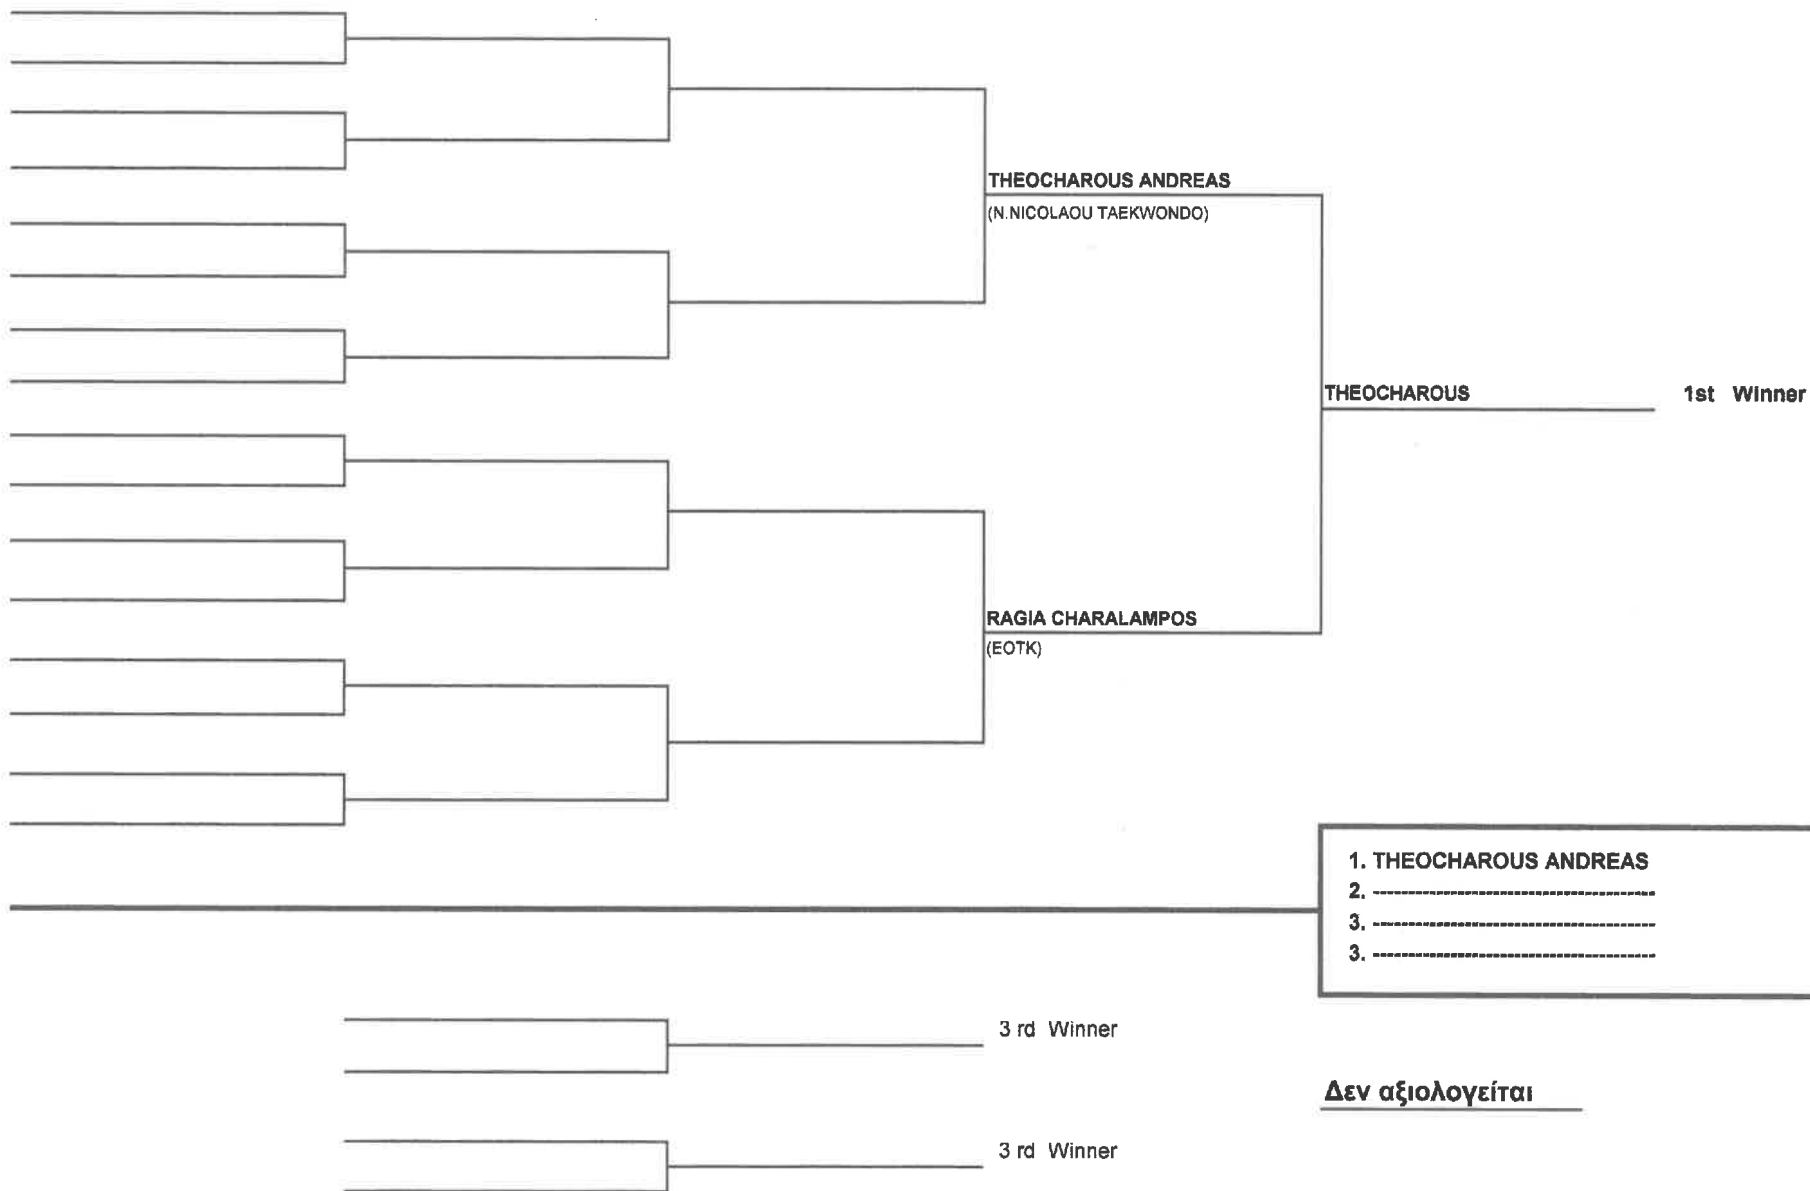 THEOCHAROUS ANDREAS
(N.NICOLAOU TAEKWONDO)
THEOCHAROUS
1st Winner
RAGIA CHARALAMPOS
(EOTK)
1. THEOCHAROUS ANDREAS
2. ------------------------------------------------
3. ------------------------------------------------
3. ------------------------------------------------
3 rd Winner
Δεν αξιολογείται
3 rd Winner